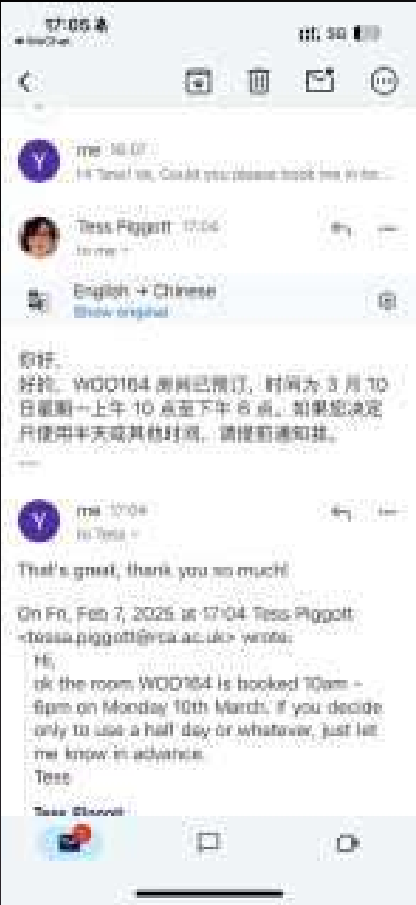 17:05
5G
Y
me 16:07
Hi Tess! ok, Could you please book me in
Tess Piggott 17:04
to me
English → Chinese
Show original
你好,
好的, WOO164 房间已预订, 时间为 3 月 10
日星期一上午 10 点至下午 6 点。如果您决定
只使用半天或其他时间, 请提前通知我。
Y
me 17:04
to Tess
That's great, thank you so much!
On Fri, Feb 7, 2025 at 17:04 Tess Piggott
<tessa.piggott@rca.ac.uk> wrote:
Hi,
ok the room WOO164 is booked 10am -
6pm on Monday 10th March, if you decide
only to use a half day or whatever, just let
me know in advance.
Tess
Tess Piggott